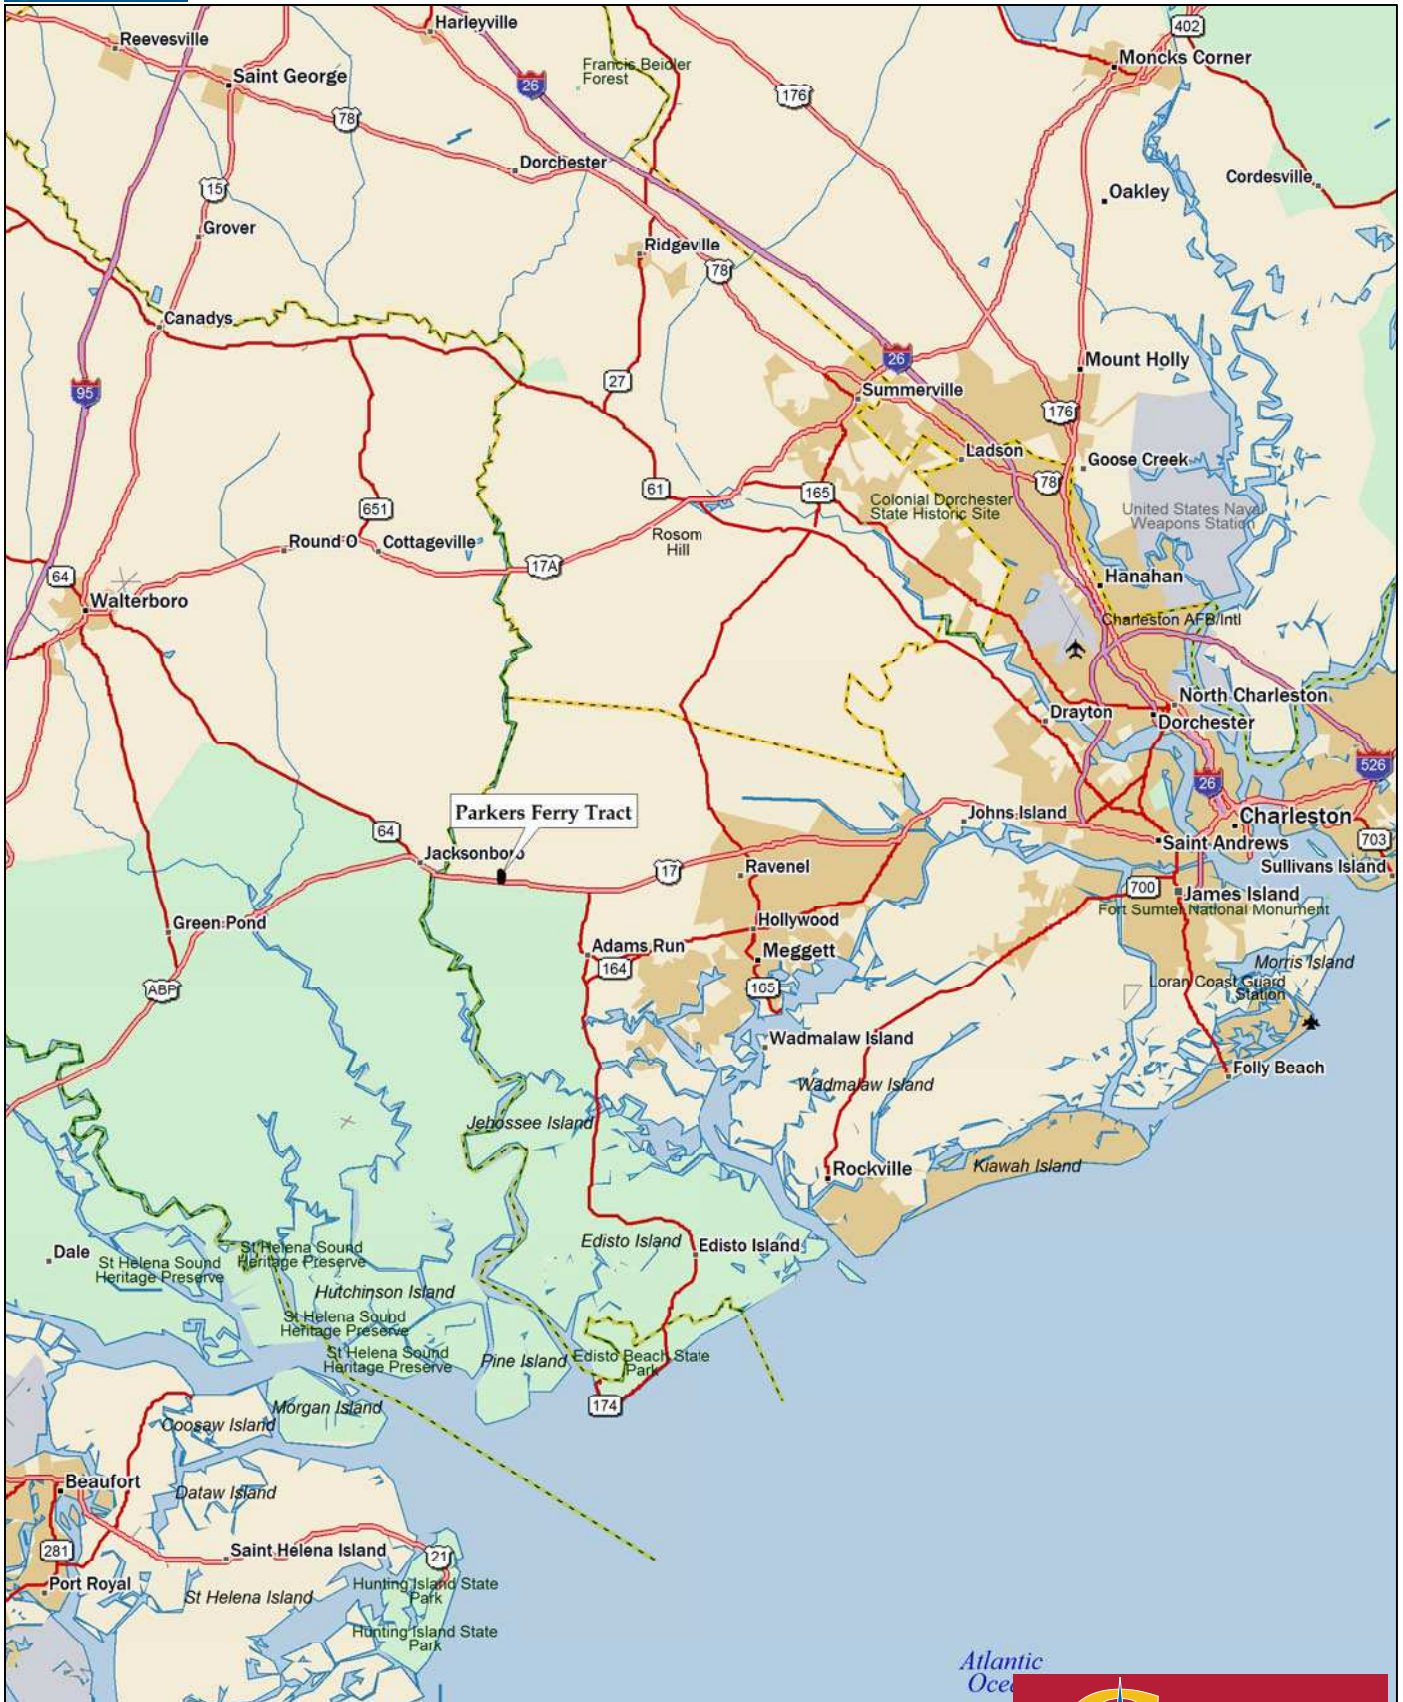 402
Harleyville
Reevesville
Moncks Corner
Francis Beidler
Forest
Saint George
26
176
78
Dorchester
Cordesville
15
Oakley
Grover
Ridgeville
78
Canadys
26
Mount Holly
27
95
Summerville
176
Ladson
Goose Creek
78
61
165
Colonial Dorchester
State Historic Site
651
United States Naval
Weapons Station
Rosom
Hill
Round O
Cottageville
17A
64
Hanahan
Walterboro
Charleston AFB/Intl
North Charleston
Drayton
Dorchester
526
26
Parkers Ferry Tract
Johns Island
Charleston
64
703
Saint Andrews
Jacksonboro
Ravenel
17
Sullivans Island
700
James Island
Fort Sumter National Monument
Green Pond
Hollywood
Adams Run
Meggett
164
Morris Island
Loran Coast Guard
Station
ABP
165
Wadmalaw Island
Folly Beach
Wadmalaw Island
Jehossee Island
Rockville
Kiawah Island
Edisto Island
Edisto Island
Dale
St Helena Sound
Heritage Preserve
St Helena Sound
Heritage Preserve
Hutchinson Island
St Helena Sound
Heritage Preserve
St Helena Sound
Heritage Preserve
Pine Island
Edisto Beach State
Park
174
Morgan Island
Coosaw Island
Beaufort
Dataw Island
281
Saint Helena Island
21
Port Royal
St Helena Island
Hunting Island State
Park
Hunting Island State
Park
Atlantic